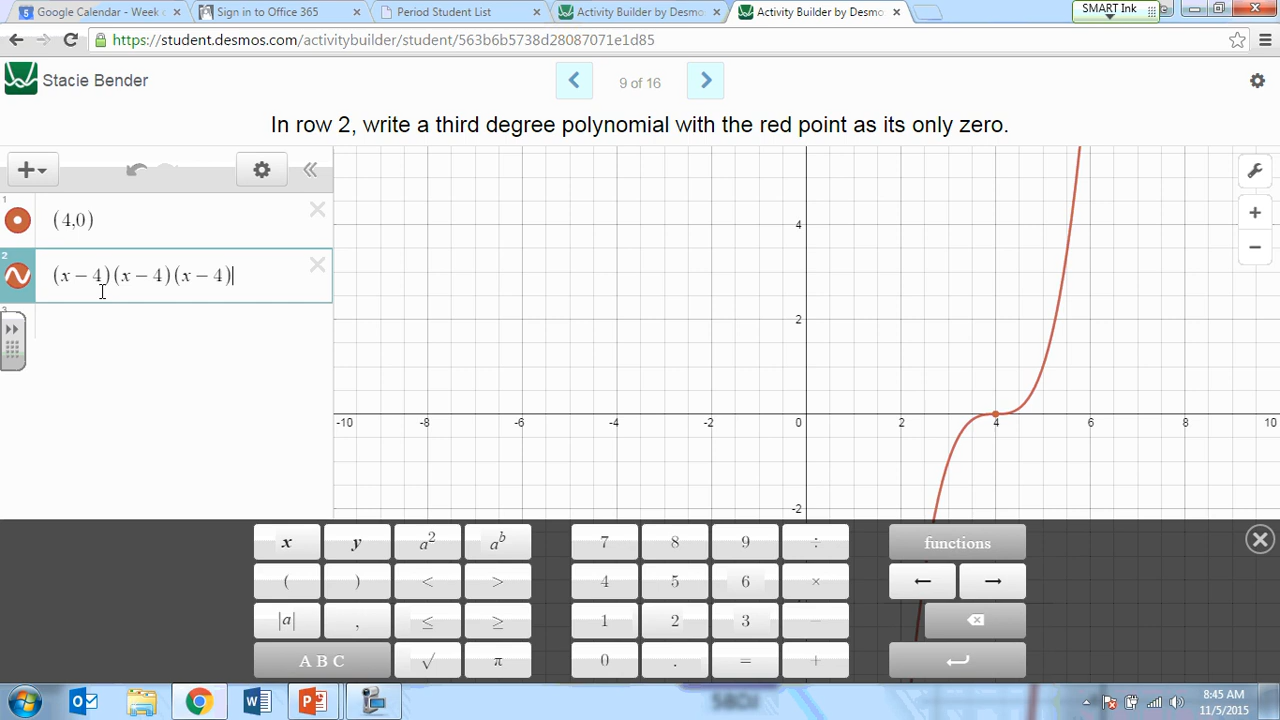 Google Calendar - Week
Sign in to Office 365
Period Student List
Activity Builder by Desmo
Activity Builder by Desmo
SMART Ink
https://student.desmos.com/activitybuilder/student/563b6b5738d28087071e1d85
Stacie Bender
9 of 16
In row 2, write a third degree polynomial with the red point as its only zero.
1
(4,0)
2
(x − 4)(x − 4)(x − 4)
3
4
2
-10 -8 -6 -4 -2 0 2 4 6 8 10
-2
x y a² aᵇ 7 8 9 ÷ functions
( ) < > 4 5 6 × ← →
|a| , ≤ ≥ 1 2 3 −
A B C √ π 0 . = +
8:45 AM
11/5/2015